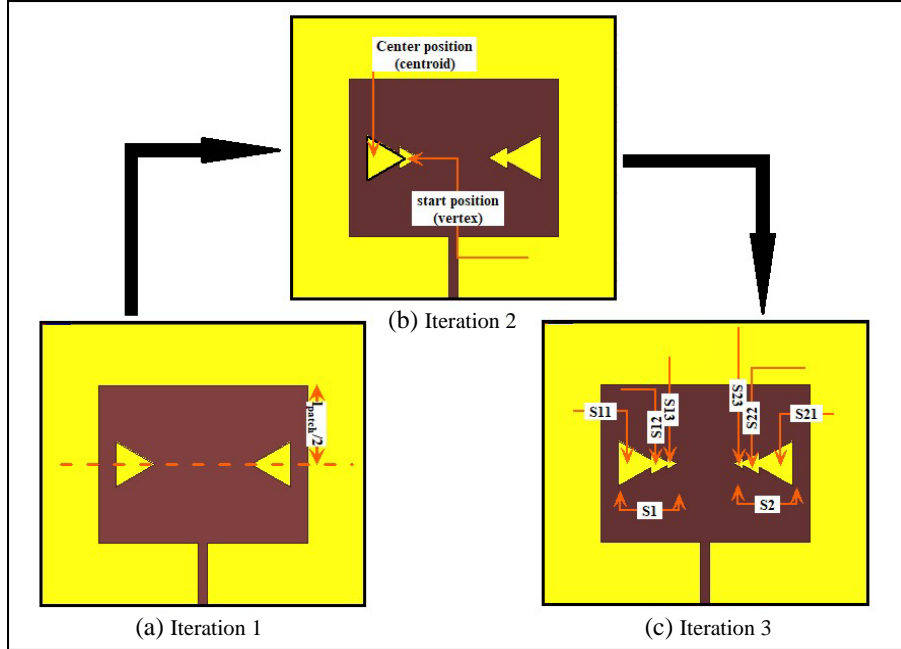 Center position
(centroid)
start position
(vertex)
(b) Iteration 2
lpatch/2
(a) Iteration 1
S11
S12
S13
S23
S22
S21
S1
S2
(c) Iteration 3